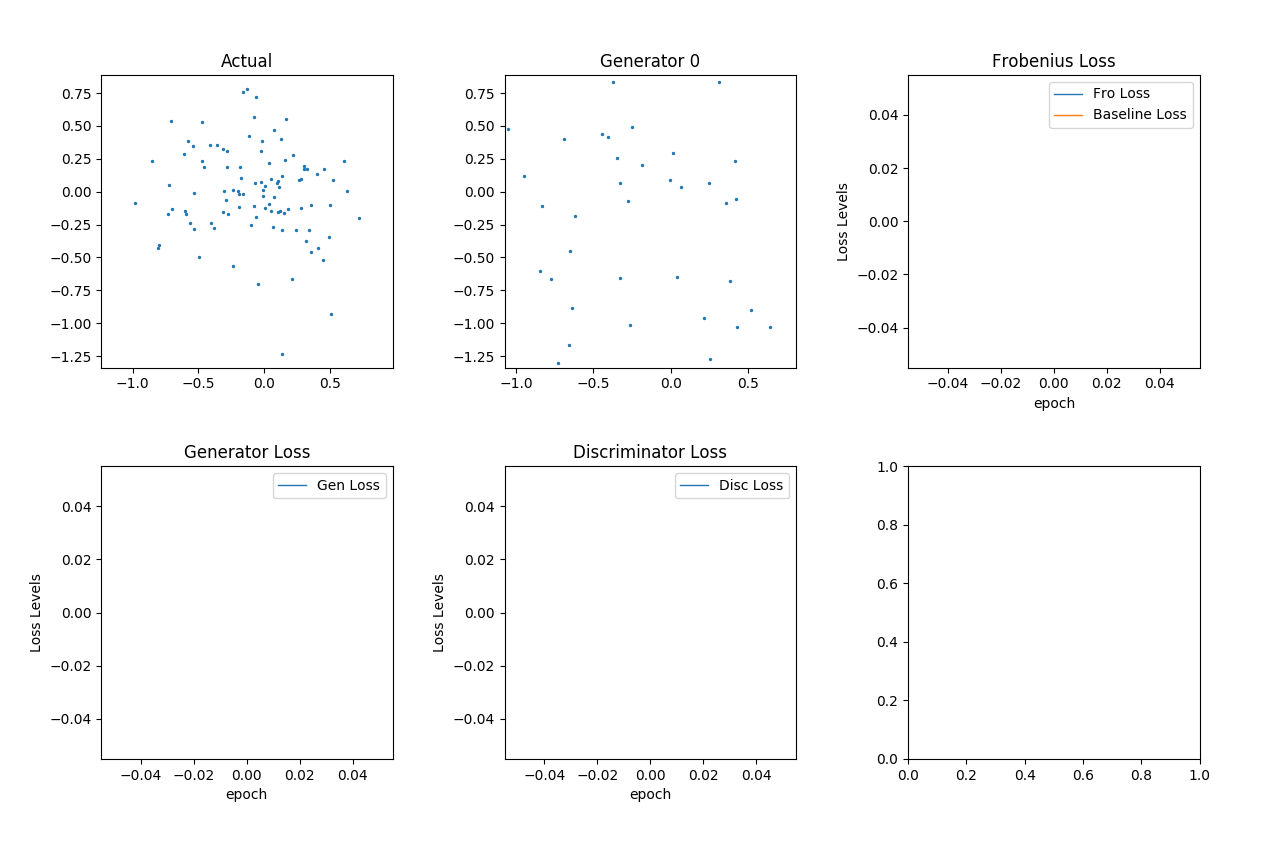 Actual
0.75
0.50
0.25
0.00
−0.25
−0.50
−0.75
−1.00
−1.25
−1.0 −0.5 0.0 0.5
Generator 0
0.75
0.50
0.25
0.00
−0.25
−0.50
−0.75
−1.00
−1.25
−1.0 −0.5 0.0 0.5
Frobenius Loss
Fro Loss
Baseline Loss
Loss Levels
0.04
0.02
0.00
−0.02
−0.04
−0.04 −0.02 0.00 0.02 0.04
epoch
Generator Loss
Gen Loss
Loss Levels
0.04
0.02
0.00
−0.02
−0.04
−0.04 −0.02 0.00 0.02 0.04
epoch
Discriminator Loss
Disc Loss
Loss Levels
0.04
0.02
0.00
−0.02
−0.04
−0.04 −0.02 0.00 0.02 0.04
epoch
1.0
0.8
0.6
0.4
0.2
0.0
0.0 0.2 0.4 0.6 0.8 1.0